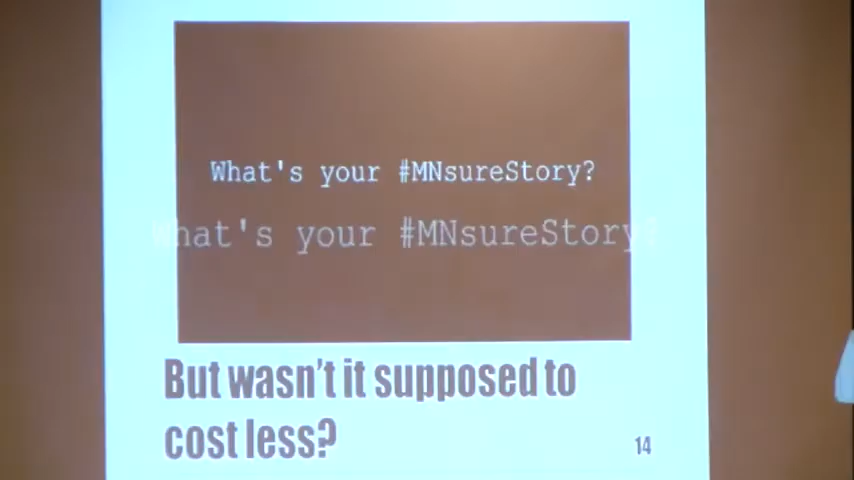 What's your #MNsureStory?
What's your #MNsureStory?
But wasn't it supposed to
cost less?
14